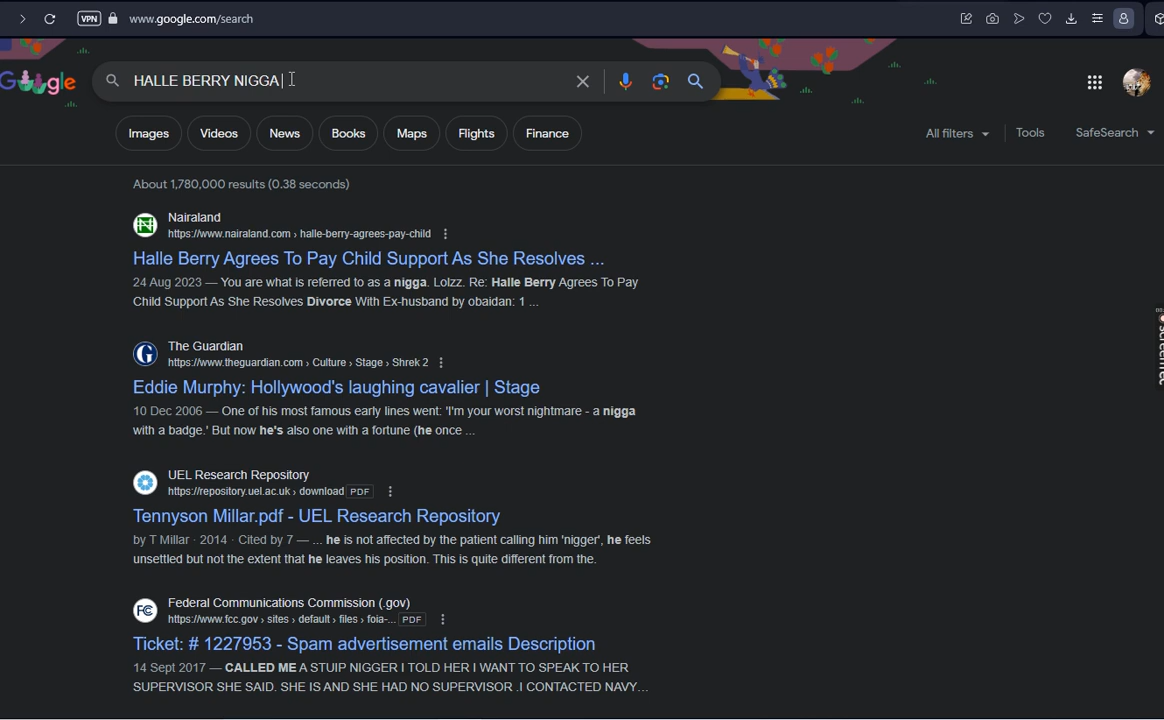 VPN www.google.com/search
Google HALLE BERRY NIGGA
Images Videos News Books Maps Flights Finance All filters Tools SafeSearch
About 1,780,000 results (0.38 seconds)
Nairaland
https://www.nairaland.com › halle-berry-agrees-pay-child
Halle Berry Agrees To Pay Child Support As She Resolves ...
24 Aug 2023 — You are what is referred to as a nigga. Lolzz. Re: Halle Berry Agrees To Pay
Child Support As She Resolves Divorce With Ex-husband by obaidan: 1 ...
The Guardian
https://www.theguardian.com › Culture › Stage › Shrek 2
Eddie Murphy: Hollywood's laughing cavalier | Stage
10 Dec 2006 — One of his most famous early lines went: 'I'm your worst nightmare - a nigga
with a badge.' But now he's also one with a fortune (he once ...
UEL Research Repository
https://repository.uel.ac.uk › download PDF
Tennyson Millar.pdf - UEL Research Repository
by T Millar · 2014 · Cited by 7 — ... he is not affected by the patient calling him 'nigger', he feels
unsettled but not the extent that he leaves his position. This is quite different from the.
FC Federal Communications Commission (.gov)
https://www.fcc.gov › sites › default › files › foia-... PDF
Ticket: # 1227953 - Spam advertisement emails Description
14 Sept 2017 — CALLED ME A STUIP NIGGER I TOLD HER I WANT TO SPEAK TO HER
SUPERVISOR SHE SAID. SHE IS AND SHE HAD NO SUPERVISOR .I CONTACTED NAVY...